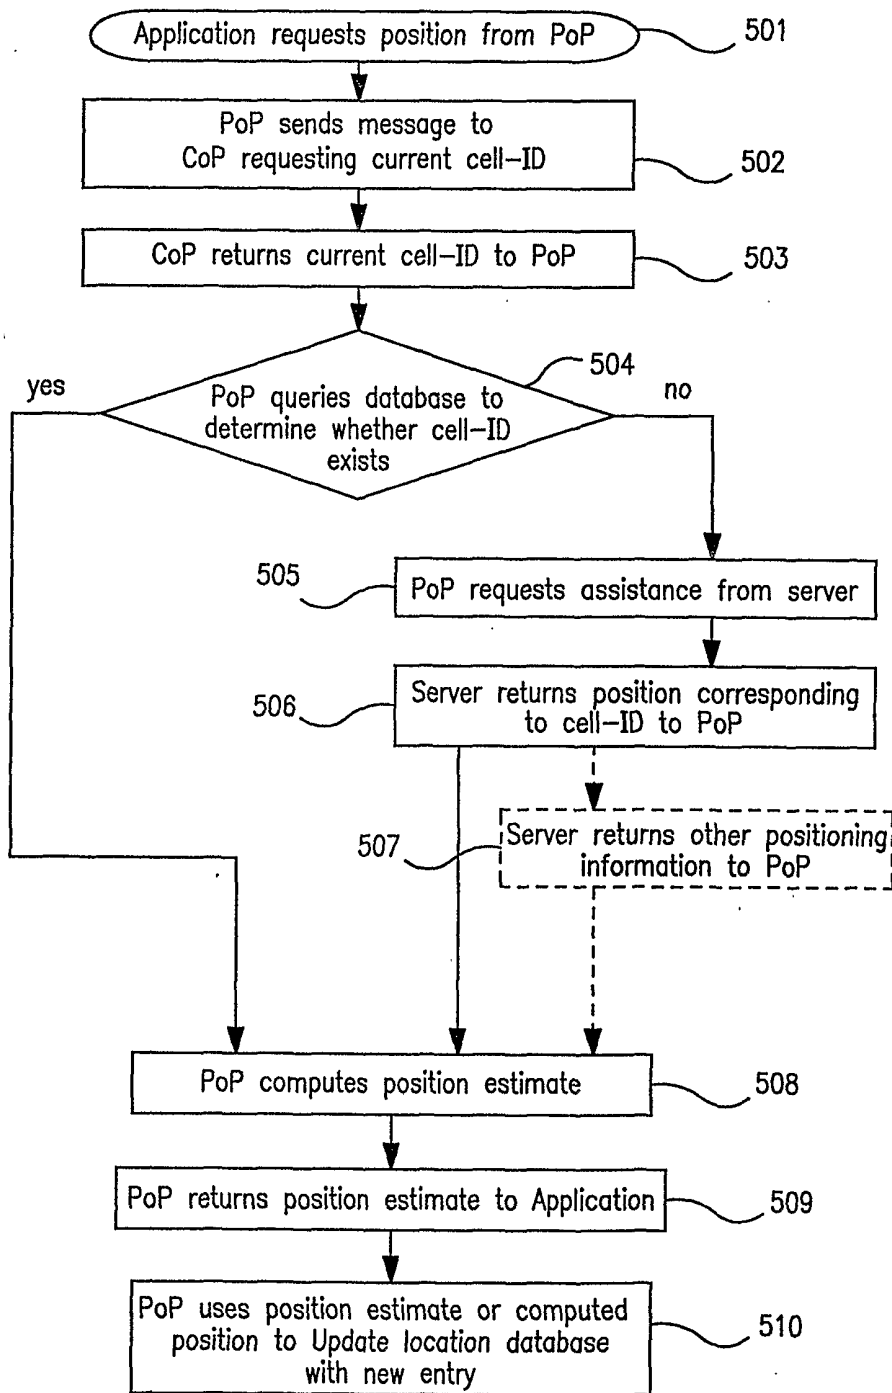 Application requests position from PoP
501
PoP sends message to
CoP requesting current cell-ID
502
CoP returns current cell-ID to PoP
503
504
yes
PoP queries database to
determine whether cell-ID
exists
no
505
PoP requests assistance from server
506
Server returns position corresponding
to cell-ID to PoP
507
Server returns other positioning
information to PoP
PoP computes position estimate
508
PoP returns position estimate to Application
509
PoP uses position estimate or computed
position to Update location database
with new entry
510